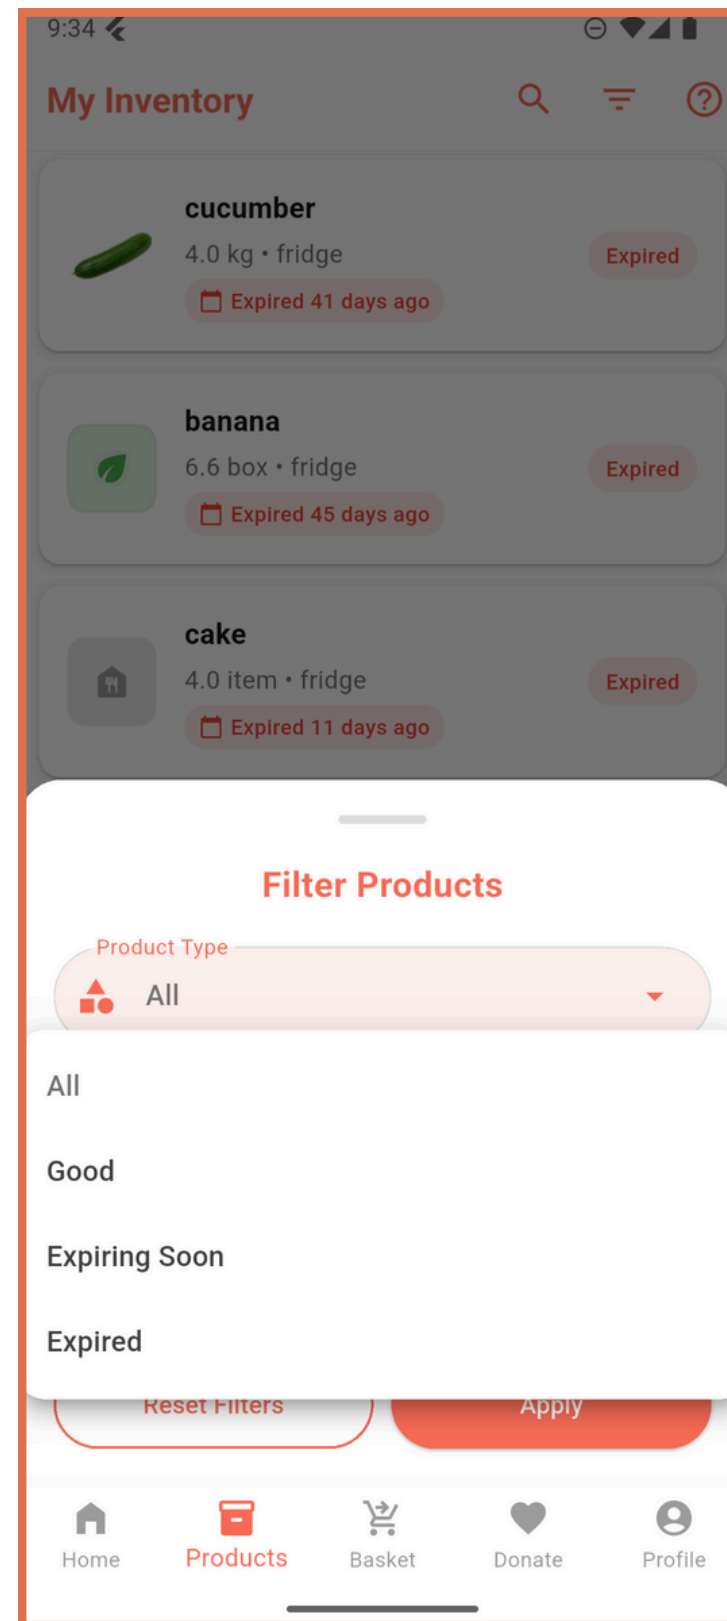 9:34
My Inventory
cucumber
4.0 kg • fridge
Expired
Expired 41 days ago
banana
6.6 box • fridge
Expired
Expired 45 days ago
cake
4.0 item • fridge
Expired
Expired 11 days ago
Filter Products
Product Type
All
All
Good
Expiring Soon
Expired
Reset Filters
Apply
Home
Products
Basket
Donate
Profile